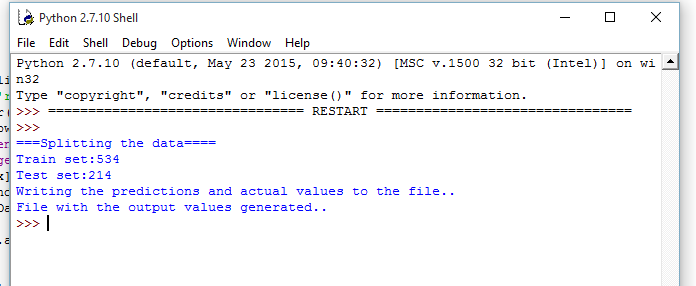 Python 2.7.10 Shell
File Edit Shell Debug Options Window Help
Python 2.7.10 (default, May 23 2015, 09:40:32) [MSC v.1500 32 bit (Intel)] on wi
n32
Type "copyright", "credits" or "license()" for more information.
>>> ================================ RESTART ================================
>>>
===Splitting the data====
Train set:534
Test set:214
Writing the predictions and actual values to the file..
File with the output values generated..
>>>